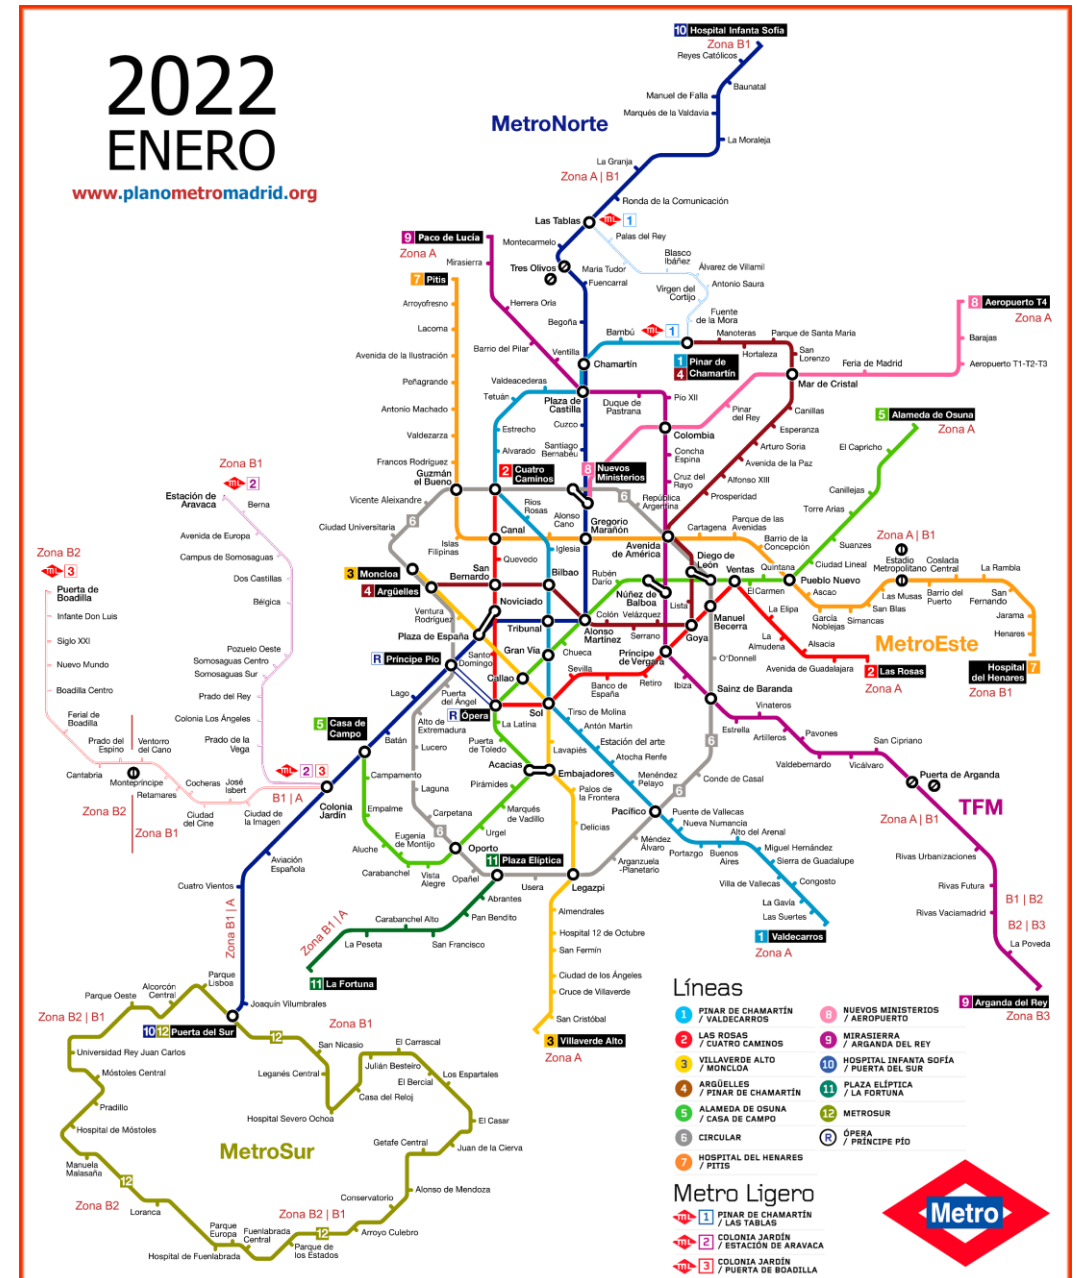 2022
ENERO
www.planometromadrid.org
10 Hospital Infanta Sofía
Zona B1
Reyes Católicos
Baunatal
Manuel de Falla
Marqués de la Valdavia
MetroNorte
La Moraleja
La Granja
Zona A | B1
Ronda de la Comunicación
Las Tablas
ML 1
9 Paco de Lucía
Zona A
Montecarmelo
Palas del Rey
Mirasierra
Tres Olivos
María Tudor
Blasco
Ibáñez
Álvarez de Villamil
7 Pitis
Fuencarral
Antonio Saura
Virgen del
Cortijo
Arroyofresno
Herrera Oria
Fuente
de la Mora
8 Aeropuerto T4
Zona A
Lacoma
Begoña
Bambú
ML 1
Manoteras
Parque de Santa María
Barajas
Avenida de la Ilustración
Barrio del Pilar
Ventilla
Hortaleza
San
Lorenzo
Chamartín
1 Pinar de
4 Chamartín
Feria de Madrid
Aeropuerto T1-T2-T3
Peñagrande
Valdeacederas
Mar de Cristal
Tetuán
Plaza de
Castilla
Duque de
Pastrana
Pío XII
Antonio Machado
Pinar
del Rey
Canillas
5 Alameda de Osuna
Zona A
Estrecho
Cuzco
Valdezarza
Colombia
Esperanza
Alvarado
Santiago
Bernabéu
Concha
Espina
Arturo Soria
El Capricho
Francos Rodríguez
Avenida de la Paz
Zona B1
ML 2
Guzmán
el Bueno
2 Cuatro
Caminos
8 Nuevos
Ministerios
Cruz del
Rayo
Alfonso XIII
Canillejas
Estación de
Aravaca
Berna
Vicente Aleixandre
6
Ríos
Rosas
Alonso
Cano
6
República
Argentina
Prosperidad
Torre Arias
Ciudad Universitaria
6
Gregorio
Marañón
Cartagena
Parque de las
Avenidas
Zona A | B1
Avenida de Europa
Canal
Islas
Filipinas
Iglesia
Avenida
de América
Barrio de la
Concepción
Suanzes
Estadio
Metropolitano
Coslada
Central
Zona B2
ML 3
Campus de Somosaguas
Quevedo
Diego de
León
Ciudad Lineal
La Rambla
3 Moncloa
San
Bernardo
Bilbao
Rubén
Darío
Ventas
Quintana
Pueblo Nuevo
Puerta de
Boadilla
Dos Castillas
4 Argüelles
Núñez de
Balboa
El Carmen
Ascao
Las Musas
Barrio del
Puerto
San
Fernando
Bélgica
Noviciado
Lista
La Elipa
San Blas
Infante Don Luis
Ventura
Rodríguez
Colón
Velázquez
Manuel
Becerra
García
Noblejas
Simancas
Jarama
Plaza de España
Tribunal
Alonso
Martínez
Serrano
Goya
La
Almudena
Alsacia
MetroEste
Henares
Siglo XXI
Pozuelo Oeste
R Príncipe Pío
Santo
Domingo
Gran Vía
Chueca
Príncipe
de Vergara
O'Donnell
Avenida de Guadalajara
2 Las Rosas
Zona A
Hospital
del Henares 7
Zona B1
Nuevo Mundo
Somosaguas Centro
Somosaguas Sur
Callao
Sevilla
Banco de
España
Retiro
Ibiza
Sainz de Baranda
Boadilla Centro
Prado del Rey
Lago
Puerta
del Ángel
R Ópera
Sol
Tirso de Molina
Vinateros
Ferial de
Boadilla
Colonia Los Ángeles
5 Casa de
Campo
Alto de
Extremadura
La Latina
Antón Martín
Estrella
Pavones
Prado del
Espino
Ventorro
del Cano
Prado de la
Vega
Batán
Lucero
Puerta
de Toledo
Lavapiés
Estación del arte
6
Artilleros
San Cipriano
Atocha Renfe
Valdebernardo
Vicálvaro
Cantabria
Montepríncipe
ML 2 3
Acacias
Embajadores
Puerta de Arganda
Retamares
Cocheras
José
Isbert
B1 | A
Campamento
Laguna
Pirámides
Palos de
la Frontera
Menéndez
Pelayo
Conde de Casal
6
Zona B2
Zona B1
Ciudad
del Cine
Ciudad de
la Imagen
Colonia
Jardín
Empalme
Carpetana
Marqués
de Vadillo
Pacífico
Puente de Vallecas
TFM
Zona A | B1
Eugenia
de Montijo
6
Urgel
Delicias
Nueva Numancia
Alto del Arenal
Aluche
Oporto
Méndez
Álvaro
Miguel Hernández
Aviación
Española
11 Plaza Elíptica
Arganzuela
-Planetario
Portazgo
Buenos
Aires
Sierra de Guadalupe
Rivas Urbanizaciones
Carabanchel
Vista
Alegre
Opañel
Usera
Legazpi
Villa de Vallecas
Congosto
Cuatro Vientos
Abrantes
Rivas Futura
B1 | B2
Zona B1 | A
Pan Bendito
Almendrales
La Gavia
Carabanchel Alto
Las Suertes
Rivas Vaciamadrid
B2 | B3
Zona B1 | A
La Peseta
San Francisco
Hospital 12 de Octubre
1 Valdecarros
Zona A
La Poveda
San Fermín
11 La Fortuna
Ciudad de los Ángeles
Cruce de Villaverde
Líneas
9 Arganda del Rey
Zona B3
Parque
Lisboa
Alcorcón
Central
Parque Oeste
Joaquín Vilumbrales
San Cristóbal
Zona B2 | B1
10 12 Puerta del Sur
Zona B1
3 Villaverde Alto
Zona A
12
San Nicasio
El Carrascal
Universidad Rey Juan Carlos
Leganés Central
Julián Besteiro
Móstoles Central
El Bercial
Los Espartales
Pradillo
Casa del Reloj
Hospital Severo Ochoa
El Casar
Hospital de Móstoles
MetroSur
Getafe Central
Juan de la Cierva
Manuela
Malasaña
12
Alonso de Mendoza
Zona B2
Conservatorio
Loranca
Zona B2 | B1
Parque
Europa
Fuenlabrada
Central
12
Arroyo Culebro
Hospital de Fuenlabrada
Parque de
los Estados
1 PINAR DE CHAMARTÍN
/ VALDECARROS
2 LAS ROSAS
/ CUATRO CAMINOS
3 VILLAVERDE ALTO
/ MONCLOA
4 ARGÜELLES
/ PINAR DE CHAMARTÍN
5 ALAMEDA DE OSUNA
/ CASA DE CAMPO
6 CIRCULAR
7 HOSPITAL DEL HENARES
/ PITIS
8 NUEVOS MINISTERIOS
/ AEROPUERTO
9 MIRASIERRA
/ ARGANDA DEL REY
10 HOSPITAL INFANTA SOFÍA
/ PUERTA DEL SUR
11 PLAZA ELÍPTICA
/ LA FORTUNA
12 METROSUR
R ÓPERA
/ PRÍNCIPE PÍO
Metro Ligero
ML 1 PINAR DE CHAMARTÍN
/ LAS TABLAS
ML 2 COLONIA JARDÍN
/ ESTACIÓN DE ARAVACA
ML 3 COLONIA JARDÍN
/ PUERTA DE BOADILLA
Metro